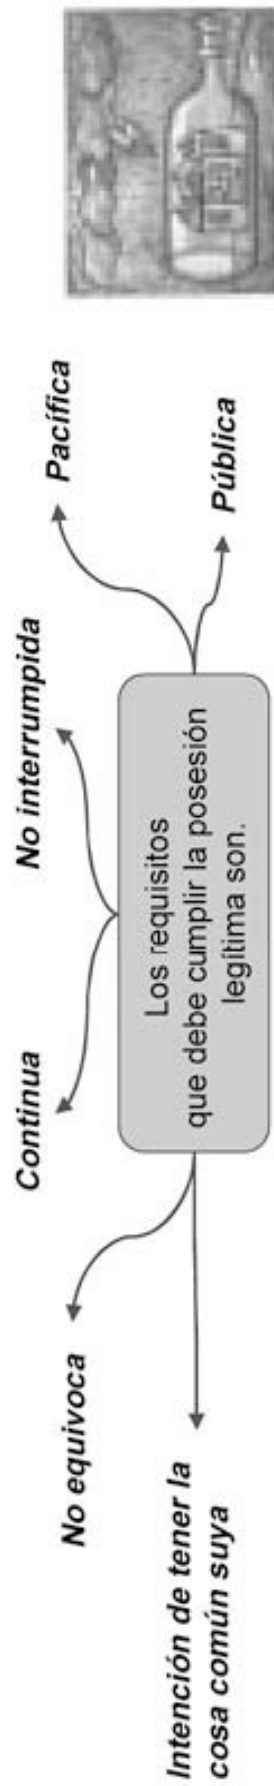 Continua
No interrumpida
No equivoca
Pacífica
Los requisitos
que debe cumplir la posesión
legítima son.
Intención de tener la
cosa común suya
Pública